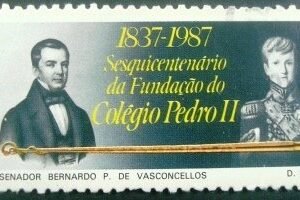 1837-1987
Sesquicentenário
da Fundação do
Colégio Pedro II
SENADOR BERNARDO P. DE VASCONCELLOS
D.